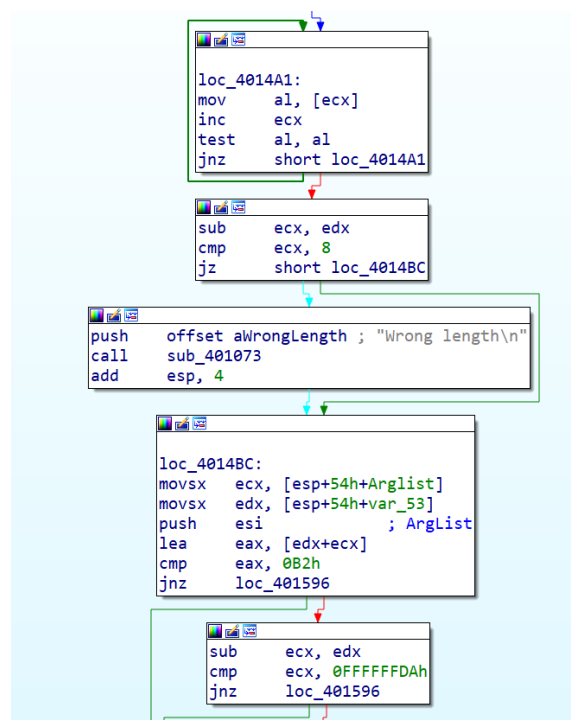 loc_4014A1:
mov     al, [ecx]
inc     ecx
test    al, al
jnz     short loc_4014A1
sub     ecx, edx
cmp     ecx, 8
jz      short loc_4014BC
push    offset aWrongLength ; "Wrong length\n"
call    sub_401073
add     esp, 4
loc_4014BC:
movsx   ecx, [esp+54h+Arglist]
movsx   edx, [esp+54h+var_53]
push    esi             ; ArgList
lea     eax, [edx+ecx]
cmp     eax, 0B2h
jnz     loc_401596
sub     ecx, edx
cmp     ecx, 0FFFFFFDAh
jnz     loc_401596